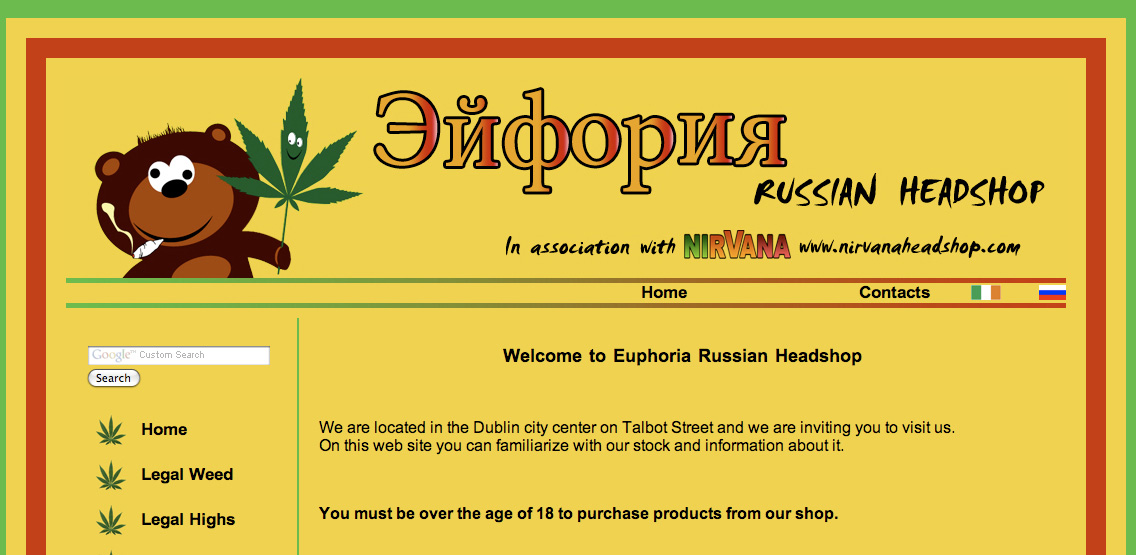 Эйфория
RUSSIAN HEADSHOP
In association with NIRVANA www.nirvanaheadshop.com
Home Contacts
Google™ Custom Search
Search
Home
Legal Weed
Legal Highs
Welcome to Euphoria Russian Headshop
We are located in the Dublin city center on Talbot Street and we are inviting you to visit us.
On this web site you can familiarize with our stock and information about it.
You must be over the age of 18 to purchase products from our shop.